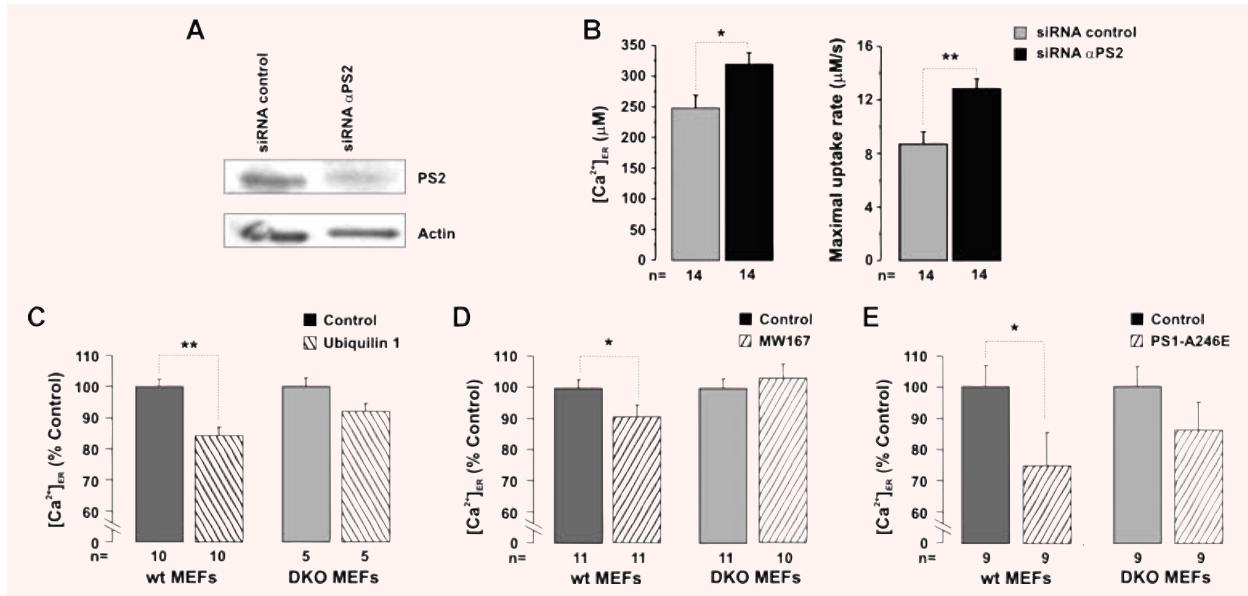 A
siRNA control
siRNA αPS2
PS2
Actin
B
siRNA control
siRNA αPS2
[Ca²⁺]ER (μM)
350
300
250
200
150
100
50
0
*
n= 14 14
Maximal uptake rate (μM/s)
16
12
8
4
0
**
n= 14 14
C
Control
Ubiquilin 1
[Ca²⁺]ER (% Control)
110
100
90
80
70
60
0
**
n= 10 10 5 5
wt MEFs DKO MEFs
D
Control
MW167
[Ca²⁺]ER (% Control)
110
100
90
80
70
60
0
*
n= 11 11 11 10
wt MEFs DKO MEFs
E
Control
PS1-A246E
[Ca²⁺]ER (% Control)
110
100
90
80
70
60
0
*
n= 9 9 9 9
wt MEFs DKO MEFs